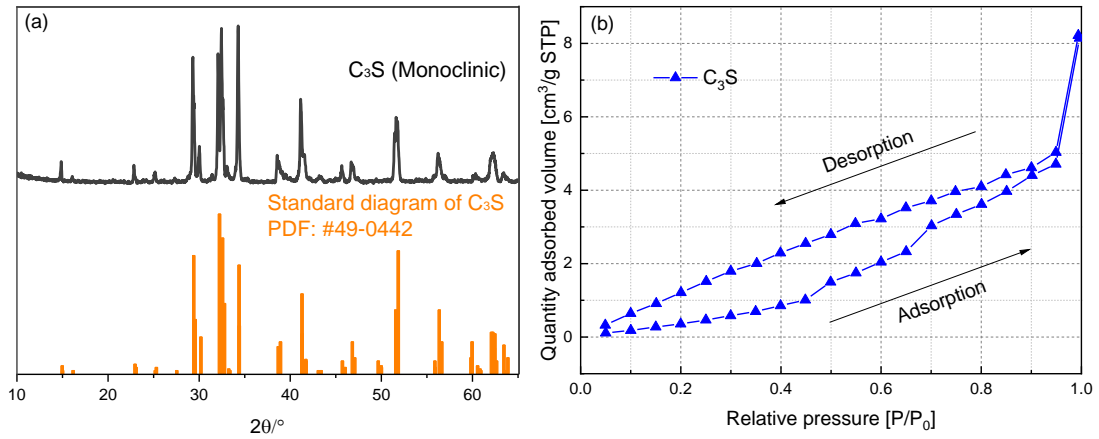 (a)
C₃S (Monoclinic)
Standard diagram of C₃S
PDF: #49-0442
10 20 30 40 50 60
2θ/°
(b)
C₃S
Desorption
Adsorption
Quantity adsorbed volume [cm³/g STP]
8
6
4
2
0
0.0 0.2 0.4 0.6 0.8 1.0
Relative pressure [P/P₀]